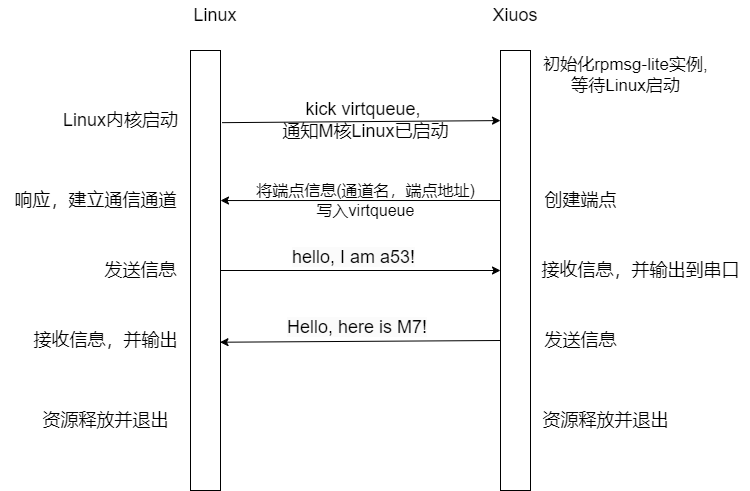 Linux
Xiuos
初始化rpmsg-lite实例,
等待Linux启动
Linux内核启动
kick virtqueue,
通知M核Linux已启动
响应，建立通信通道
将端点信息(通道名，端点地址)
写入virtqueue
创建端点
发送信息
hello, I am a53!
接收信息，并输出到串口
接收信息，并输出
Hello, here is M7!
发送信息
资源释放并退出
资源释放并退出